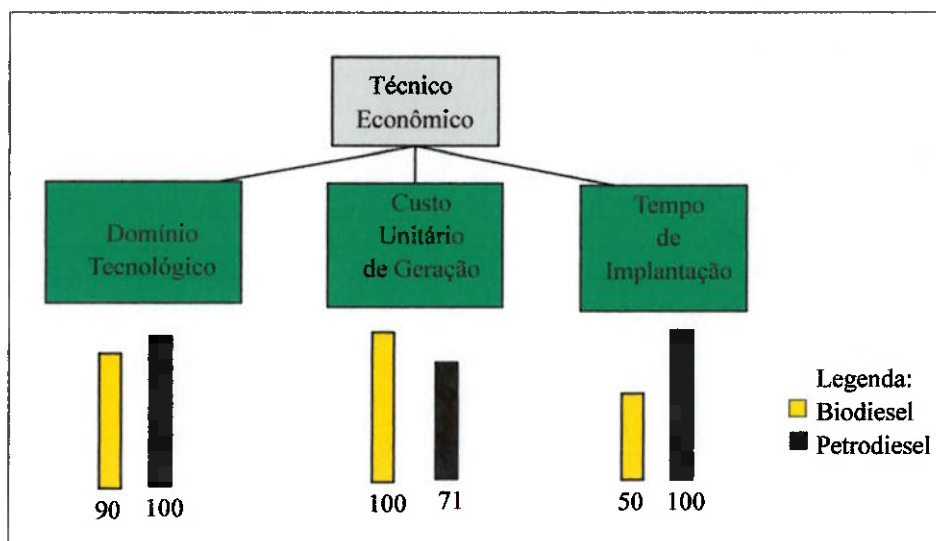 Técnico
Econômico
Domínio
Tecnológico
Custo
Unitário
de Geração
Tempo
de
Implantação
90 100
100 71
50 100
Legenda:
Biodiesel
Petrodiesel